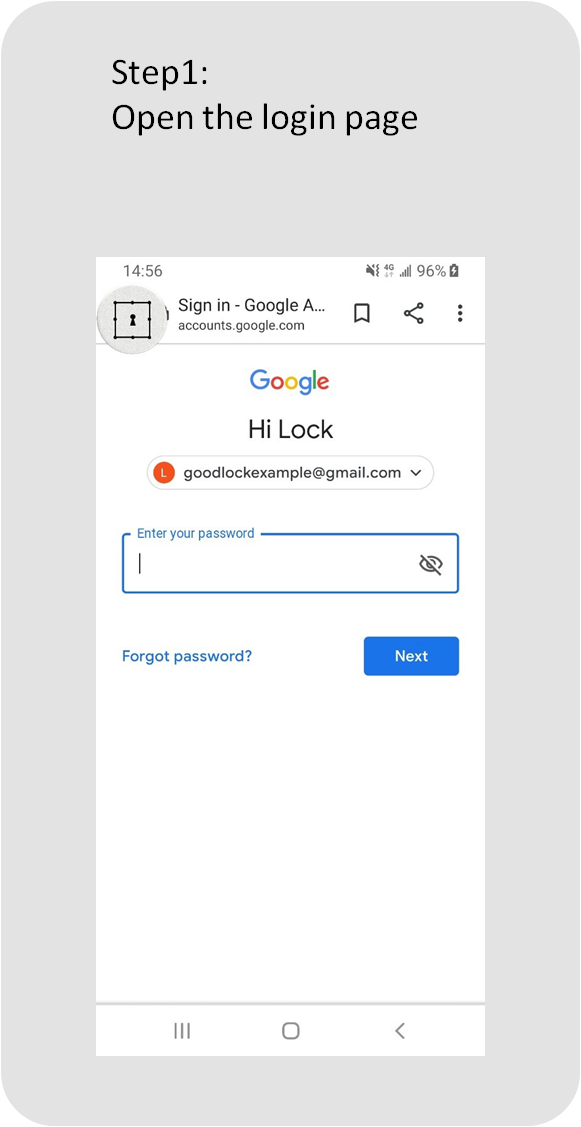 Step1:
Open the login page
14:56
4G
96%
Sign in - Google A...
accounts.google.com
Google
Hi Lock
L
goodlockexample@gmail.com
Enter your password
Forgot password?
Next